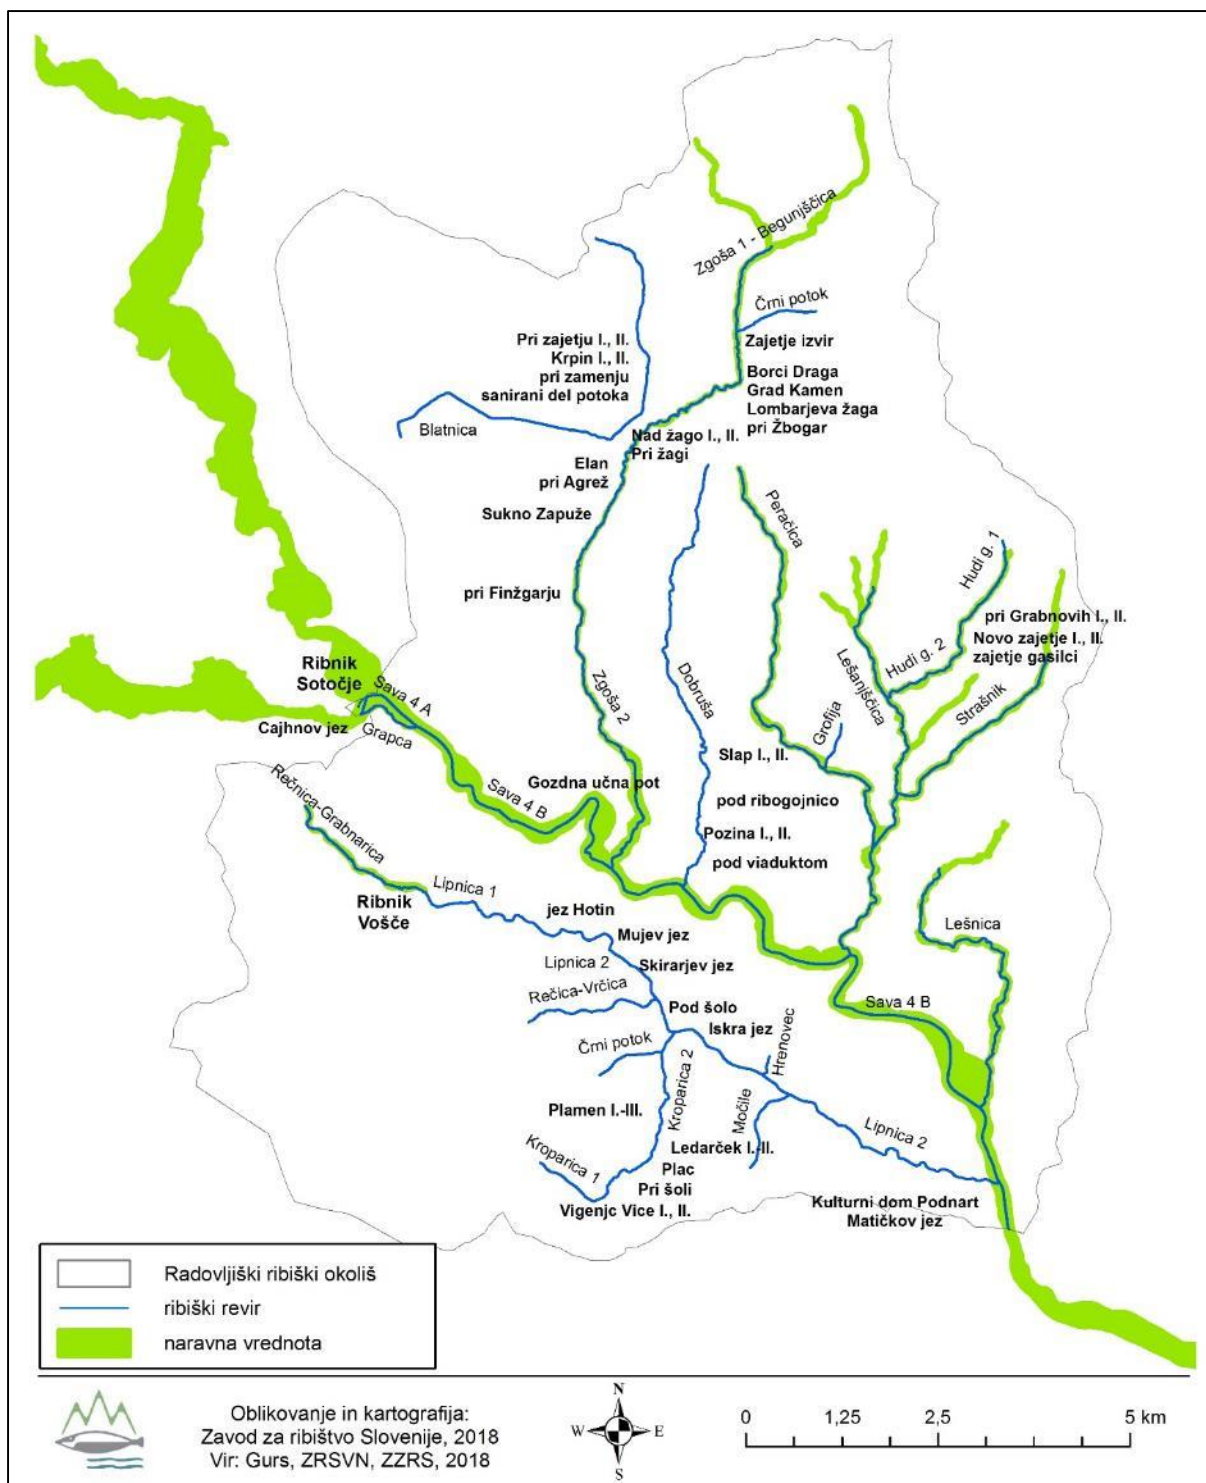 Zgoša 1 - Begunjščica
Črni potok
Pri zajetju I., II.
Krpin I., II.
pri zamenju
sanirani del potoka
Zajetje izvir
Borci Draga
Grad Kamen
Lombarjeva žaga
pri Žbogar
Blatnica
Nad žago I., II.
Pri žagi
Elan
pri Agrež
Sukno Zapuže
Peračica
pri Finžgarju
Hudi g. 1
pri Grabnovih I., II.
Novo zajetje I., II.
zajetje gasilci
Hudi g. 2
Lešanjščica
Strašnik
Ribnik
Sotočje
Sava 4 A
Cajhnov jez
Grapca
Zgoša 2
Dobruša
Grofija
Slap I., II.
Gozdna učna pot
pod ribogojnico
Sava 4 B
Rečnica-Grabnarica
Pozina I., II.
pod viaduktom
Lipnica 1
Ribnik
Vošče
jez Hotin
Mujev jez
Lešnica
Lipnica 2
Skirarjev jez
Rečica-Vrčica
Pod šolo
Sava 4 B
Iskra jez
Črni potok
Hrenovec
Kroparica 2
Plamen I.-III.
Močile
Lipnica 2
Ledarček I.-II.
Kroparica 1
Plac
Pri šoli
Vigenjc Vice I., II.
Kulturni dom Podnart
Matičkov jez
Radovljiški ribiški okoliš
ribiški revir
naravna vrednota
Oblikovanje in kartografija:
Zavod za ribištvo Slovenije, 2018
Vir: Gurs, ZRSVN, ZZRS, 2018
N
W E
S
0 1,25 2,5 5 km